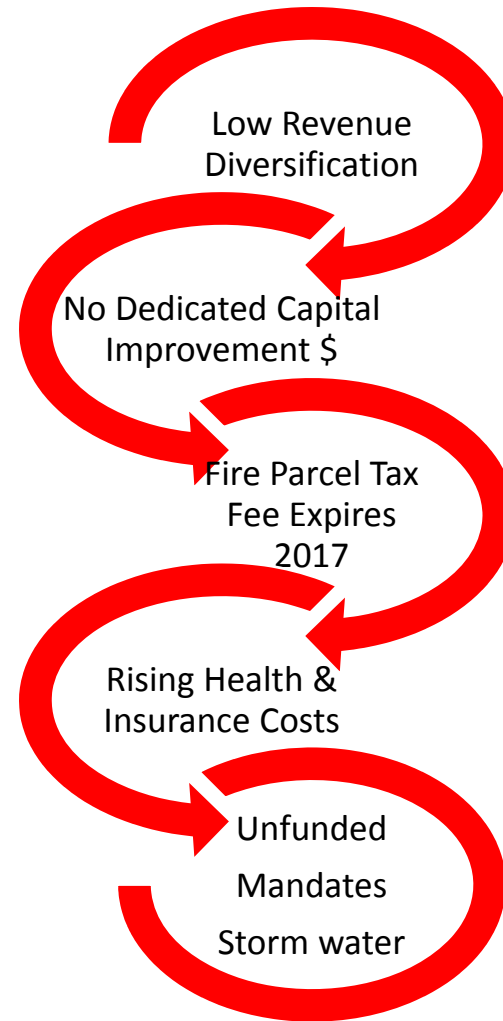 Low Revenue
Diversification
No Dedicated Capital
Improvement $
Fire Parcel Tax
Fee Expires
2017
Rising Health &
Insurance Costs
Unfunded
Mandates
Storm water